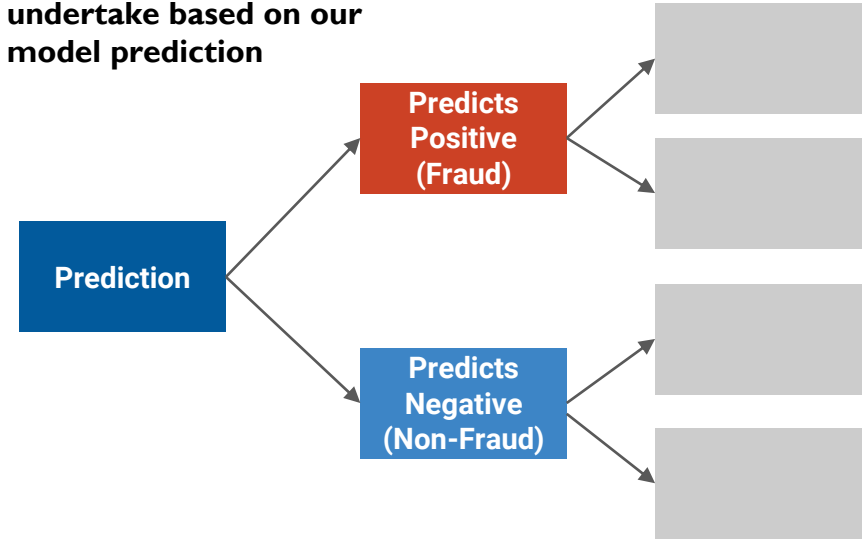 undertake based on our
model prediction
Predicts
Positive
(Fraud)
Prediction
Predicts
Negative
(Non-Fraud)